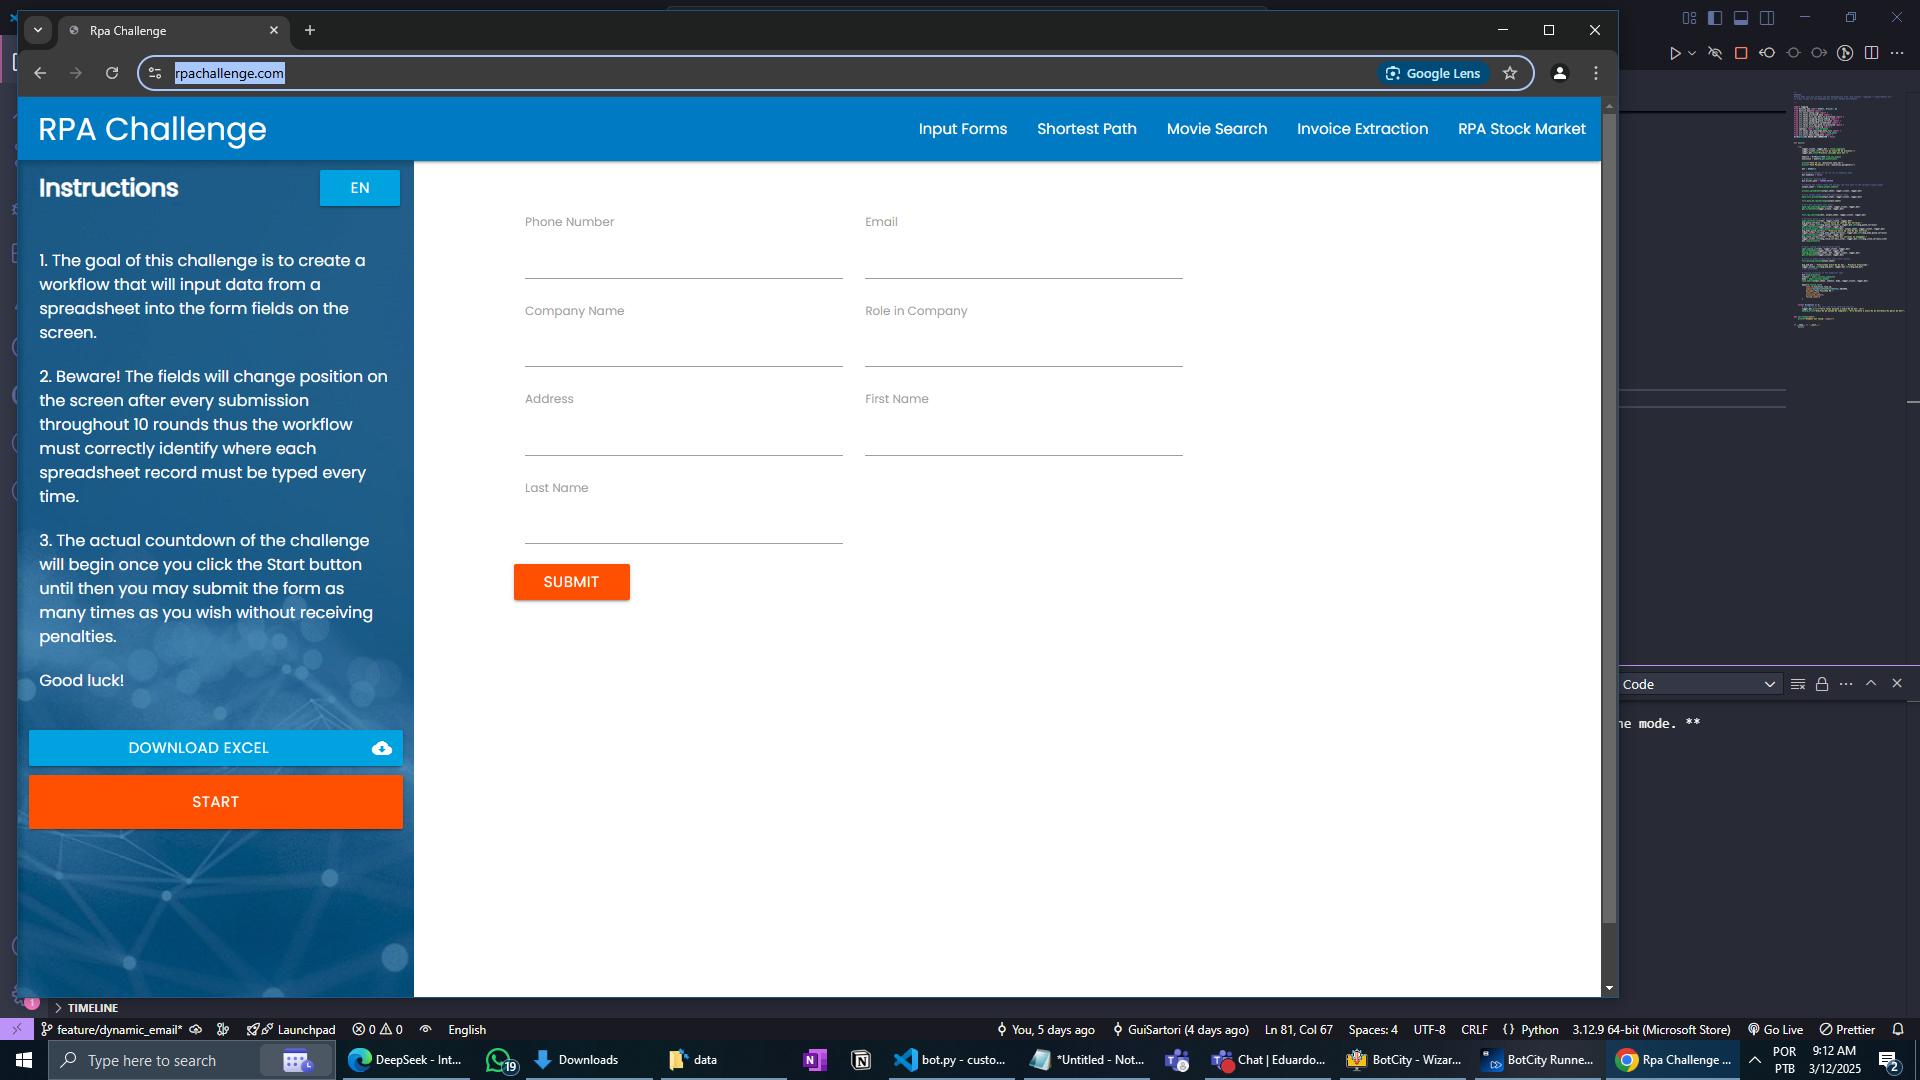 Rpa Challenge
rpachallenge.com
Google Lens
RPA Challenge
Input Forms
Shortest Path
Movie Search
Invoice Extraction
RPA Stock Market
Instructions
EN
1. The goal of this challenge is to create a
workflow that will input data from a
spreadsheet into the form fields on the
screen.
2. Beware! The fields will change position on
the screen after every submission
throughout 10 rounds thus the workflow
must correctly identify where each
spreadsheet record must be typed every
time.
3. The actual countdown of the challenge
will begin once you click the Start button
until then you may submit the form as
many times as you wish without receiving
penalties.
Good luck!
DOWNLOAD EXCEL
START
Phone Number
Email
Company Name
Role in Company
Address
First Name
Last Name
SUBMIT
Code
ne mode. **
TIMELINE
feature/dynamic_email*
Launchpad
0
0
English
You, 5 days ago
GuiSartori (4 days ago)
Ln 81, Col 67
Spaces: 4
UTF-8
CRLF
Python
3.12.9 64-bit (Microsoft Store)
Go Live
Prettier
Type here to search
DeepSeek - Int...
19
Downloads
data
bot.py - custo...
*Untitled - Not...
Chat | Eduardo...
BotCity - Wizar...
BotCity Runne...
Rpa Challenge ...
POR
PTB
9:12 AM
3/12/2025
2